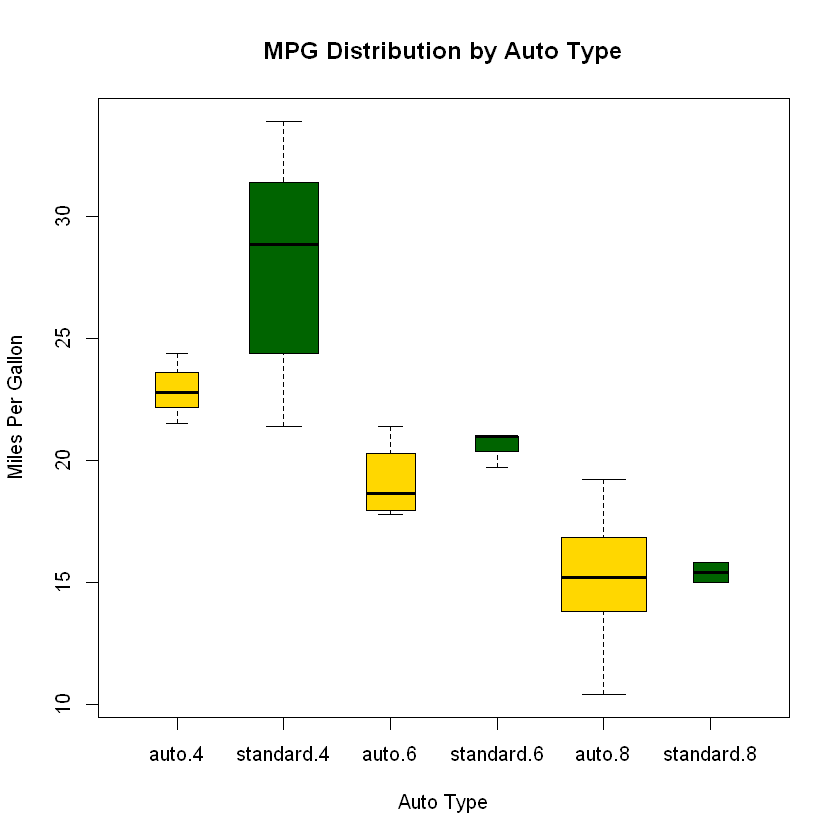 MPG Distribution by Auto Type
Miles Per Gallon
30
25
20
15
10
auto.4 standard.4 auto.6 standard.6 auto.8 standard.8
Auto Type